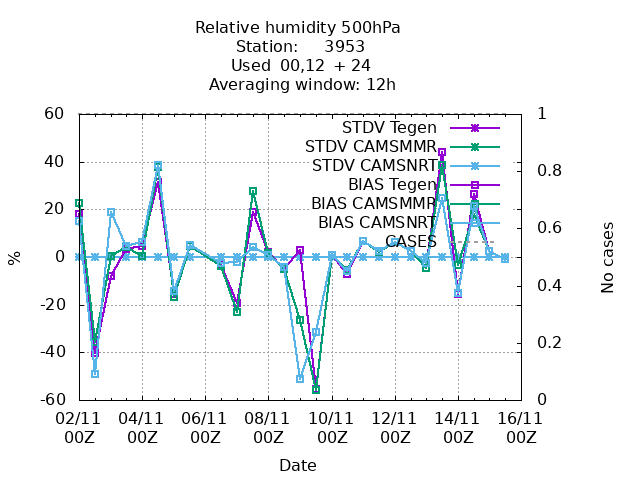 Relative humidity 500hPa
Station: 3953
Used 00,12 + 24
Averaging window: 12h
60
40
20
0
-20
-40
-60
%
1
0.8
0.6
0.4
0.2
0
No cases
STDV Tegen
STDV CAMSMMR
STDV CAMSNRT
BIAS Tegen
BIAS CAMSMMR
BIAS CAMSNRT
CASES
02/11 04/11 06/11 08/11 10/11 12/11 14/11 16/11
00Z 00Z 00Z 00Z 00Z 00Z 00Z 00Z
Date